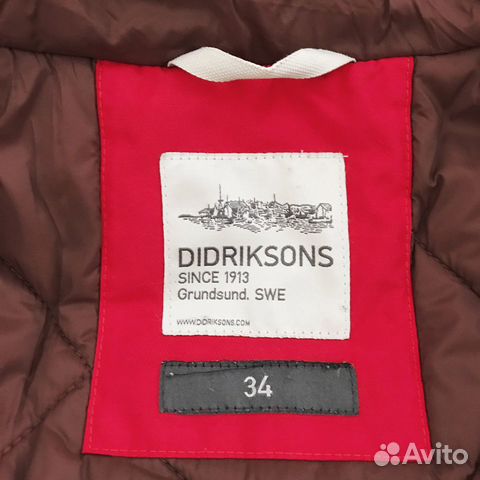 DIDRIKSONS
SINCE 1913
Grundsund. SWE
WWW.DIDRIKSONS.COM
34
Avito